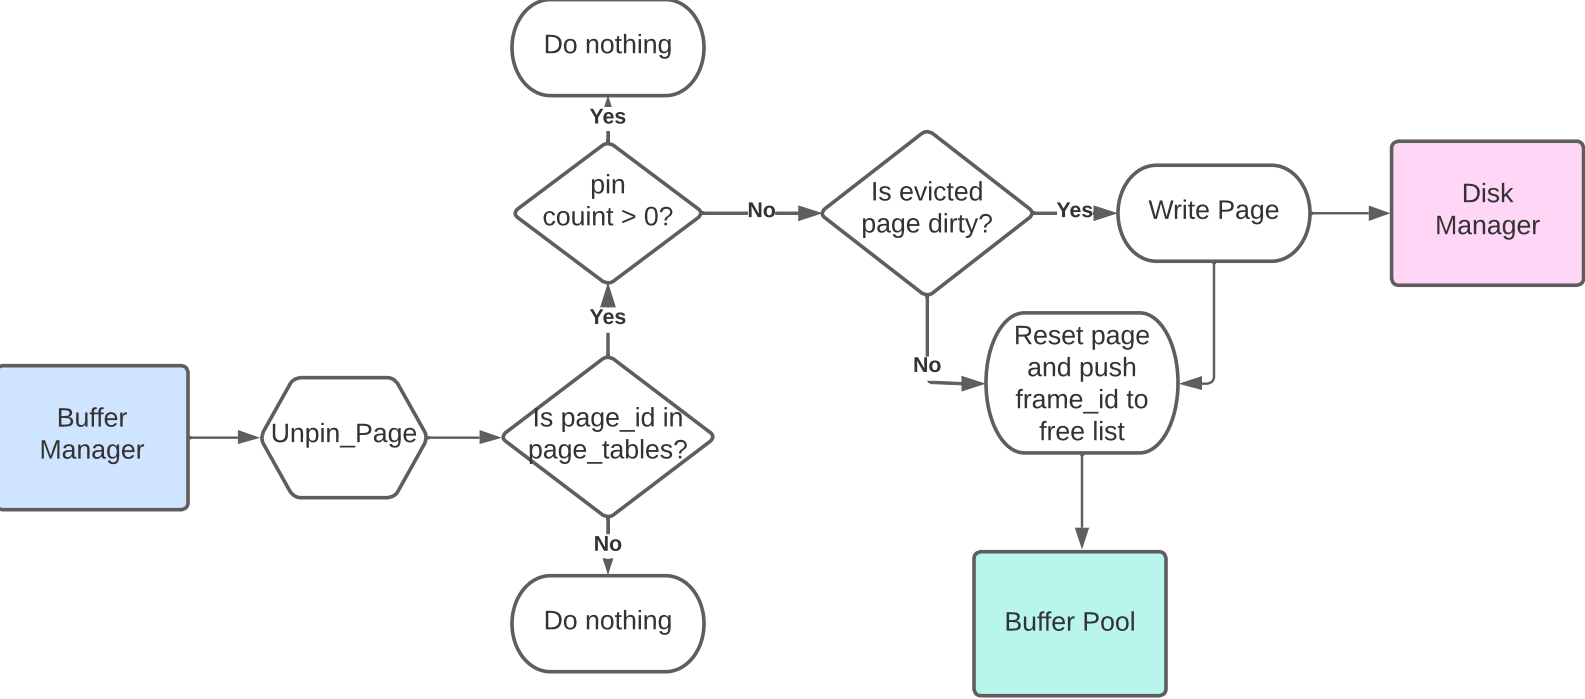 Do nothing
Yes
pin
couint > 0?
No
Is evicted
page dirty?
Yes
Write Page
Disk
Manager
Yes
No
Reset page
and push
frame_id to
free list
Buffer
Manager
Unpin_Page
Is page_id in
page_tables?
No
Do nothing
Buffer Pool